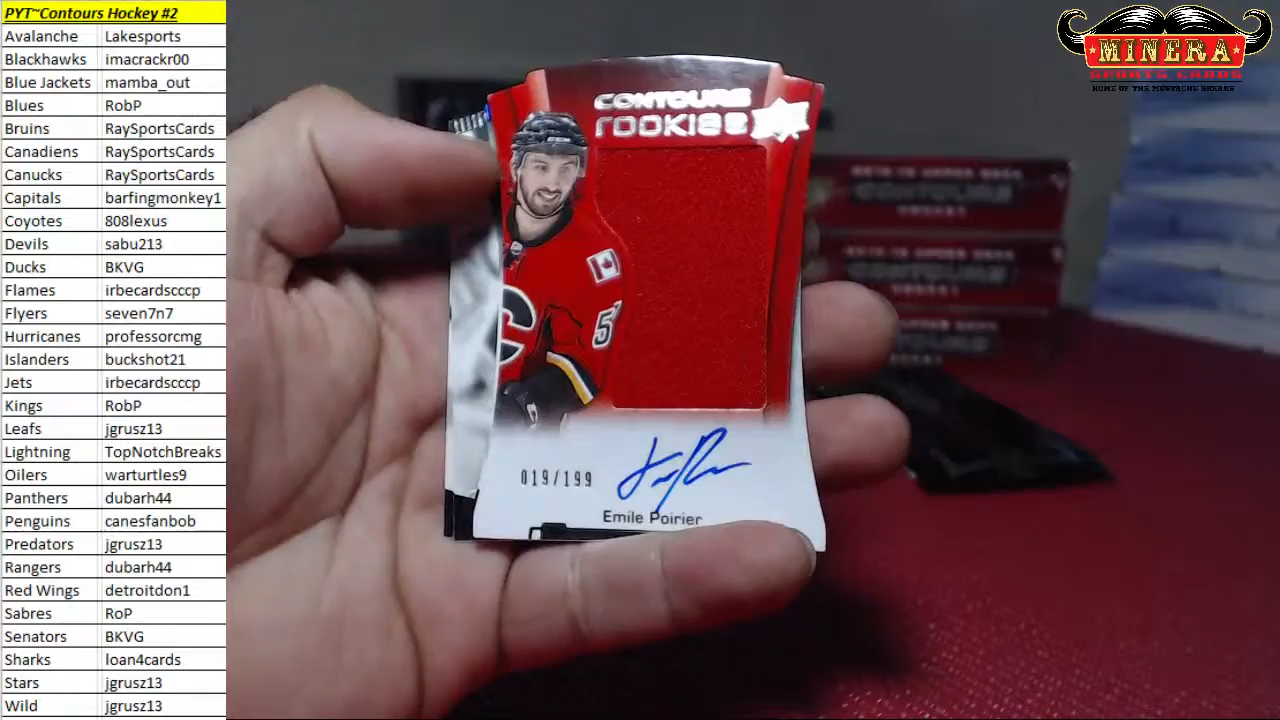 PYT~Contours Hockey #2
Avalanche Lakesports
Blackhawks imacrackr00
Blue Jackets mamba_out
Blues RobP
Bruins RaySportsCards
Canadiens RaySportsCards
Canucks RaySportsCards
Capitals barfingmonkey1
Coyotes 808lexus
Devils sabu213
Ducks BKVG
Flames irbecardscccp
Flyers seven7n7
Hurricanes professorcmg
Islanders buckshot21
Jets irbecardscccp
Kings RobP
Leafs jgrusz13
Lightning TopNotchBreaks
Oilers warturtles9
Panthers dubarh44
Penguins canesfanbob
Predators jgrusz13
Rangers dubarh44
Red Wings detroitdon1
Sabres RoP
Senators BKVG
Sharks loan4cards
Stars jgrusz13
Wild jgrusz13
MINERA
SPORTS CARDS
HOME OF THE MUSTACHE BREAKS
CONTOURS
ROOKIES
019/199
Emile Poirier
CONTOURS
HOCKEY
CONTOURS